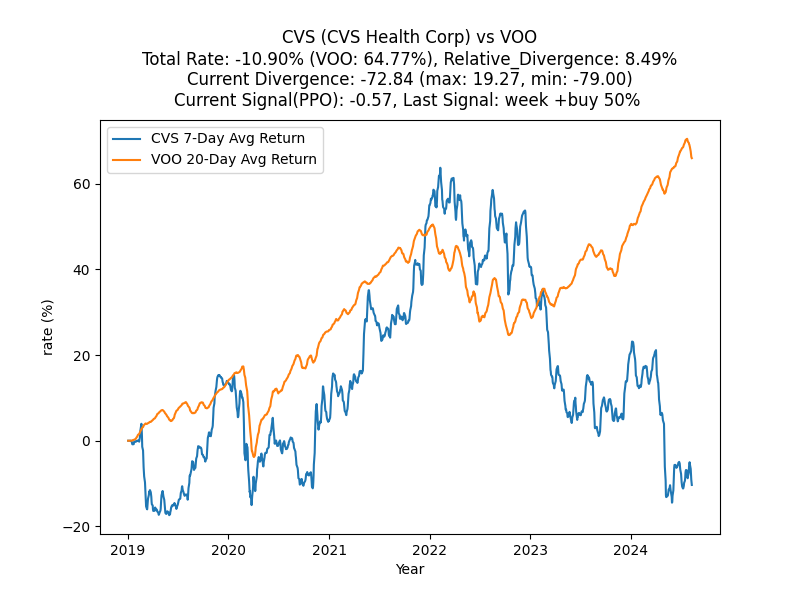 CVS (CVS Health Corp) vs VOO
Total Rate: -10.90% (VOO: 64.77%), Relative_Divergence: 8.49%
Current Divergence: -72.84 (max: 19.27, min: -79.00)
Current Signal(PPO): -0.57, Last Signal: week +buy 50%
CVS 7-Day Avg Return
VOO 20-Day Avg Return
60
40
20
0
−20
rate (%)
2019 2020 2021 2022 2023 2024
Year